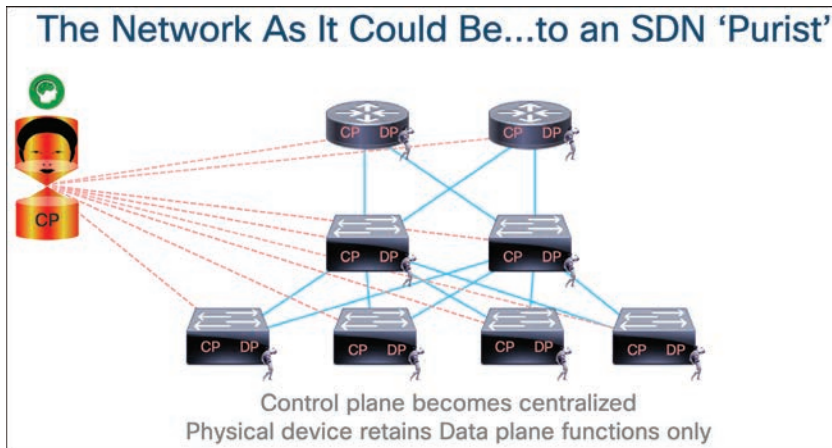 The Network As It Could Be...to an SDN ‘Purist’
CP DP
CP DP
CP
CP DP
CP DP
CP DP
CP DP
CP DP
CP DP
Control plane becomes centralized
Physical device retains Data plane functions only